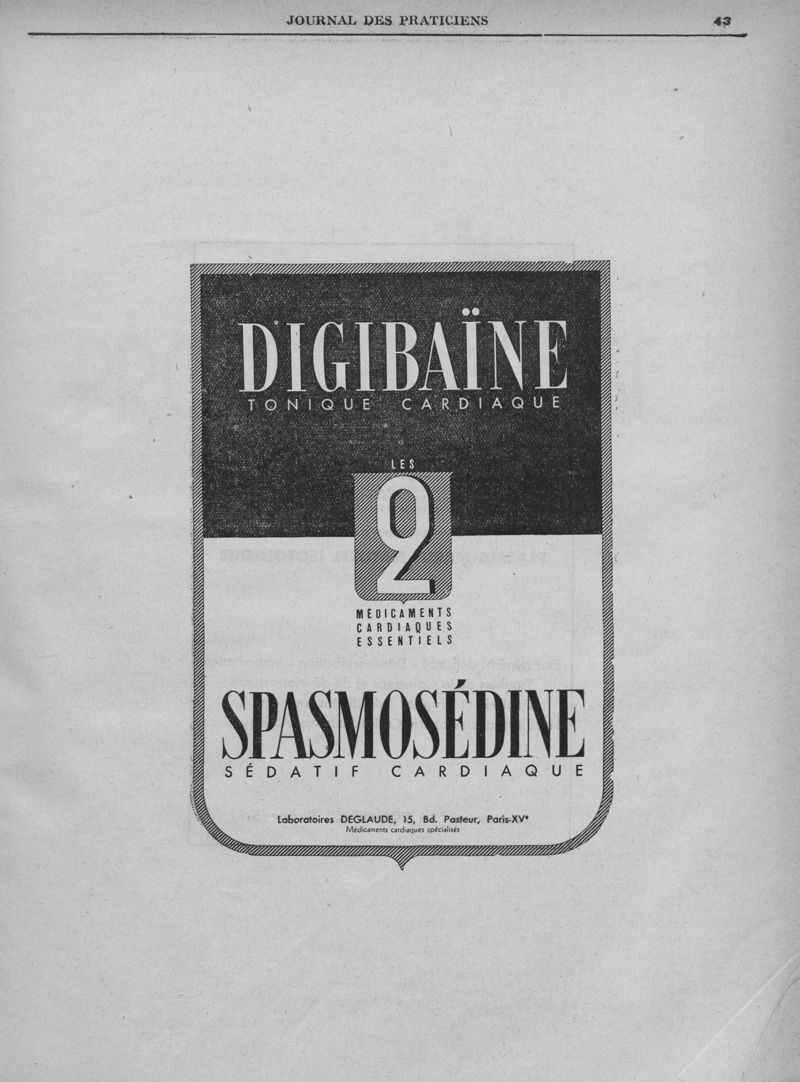 JOURNAL DES PRATICIENS 43
DIGIBAÏNE
TONIQUE CARDIAQUE
LES
2
MÉDICAMENTS
CARDIAQUES
ESSENTIELS
SPASMOSÉDINE
SÉDATIF CARDIAQUE
Laboratoires DEGLAUDE, 15, Bd. Pasteur, Paris-XVe
Médicaments cardiaques spécialisés